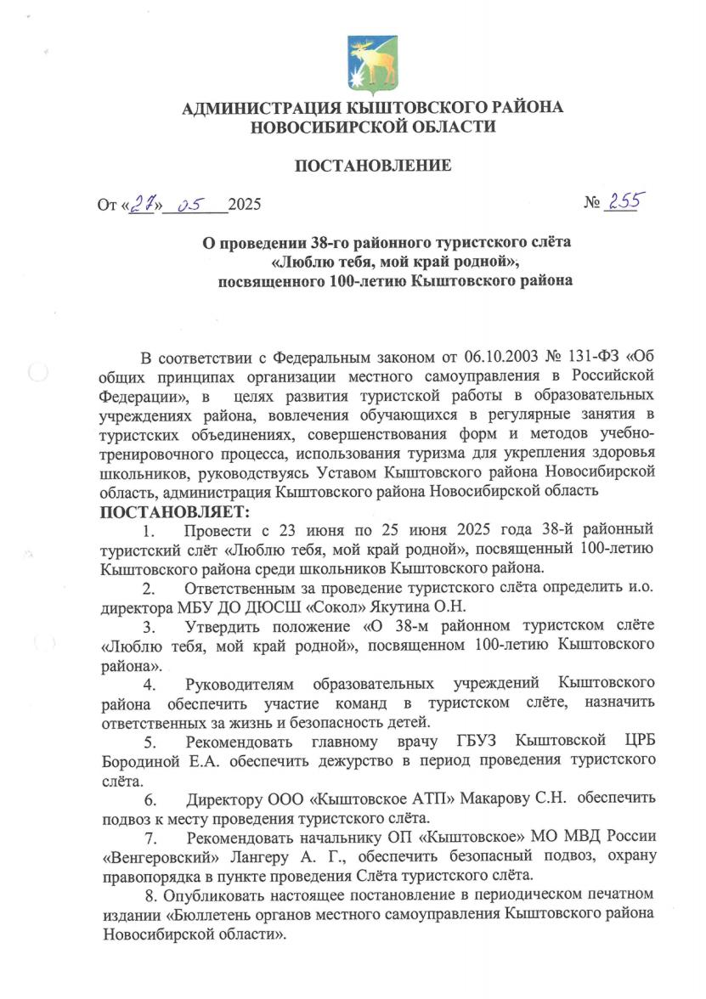 АДМИНИСТРАЦИЯ КЫШТОВСКОГО РАЙОНА
НОВОСИБИРСКОЙ ОБЛАСТИ
ПОСТАНОВЛЕНИЕ
От «27» 05 2025 № 255
О проведении 38-го районного туристского слёта
«Люблю тебя, мой край родной»,
посвященного 100-летию Кыштовского района
В соответствии с Федеральным законом от 06.10.2003 № 131-ФЗ «Об
общих принципах организации местного самоуправления в Российской
Федерации», в целях развития туристской работы в образовательных
учреждениях района, вовлечения обучающихся в регулярные занятия в
туристских объединениях, совершенствования форм и методов учебно-
тренировочного процесса, использования туризма для укрепления здоровья
школьников, руководствуясь Уставом Кыштовского района Новосибирской
область, администрация Кыштовского района Новосибирской область
ПОСТАНОВЛЯЕТ:
1. Провести с 23 июня по 25 июня 2025 года 38-й районный
туристский слёт «Люблю тебя, мой край родной», посвященный 100-летию
Кыштовского района среди школьников Кыштовского района.
2. Ответственным за проведение туристского слёта определить и.о.
директора МБУ ДО ДЮСШ «Сокол» Якутина О.Н.
3. Утвердить положение «О 38-м районном туристском слёте
«Люблю тебя, мой край родной», посвященном 100-летию Кыштовского
района».
4. Руководителям образовательных учреждений Кыштовского
района обеспечить участие команд в туристском слёте, назначить
ответственных за жизнь и безопасность детей.
5. Рекомендовать главному врачу ГБУЗ Кыштовской ЦРБ
Бородиной Е.А. обеспечить дежурство в период проведения туристского
слёта.
6. Директору ООО «Кыштовское АТП» Макарову С.Н. обеспечить
подвоз к месту проведения туристского слёта.
7. Рекомендовать начальнику ОП «Кыштовское» МО МВД России
«Венгеровский» Лангеру А. Г., обеспечить безопасный подвоз, охрану
правопорядка в пункте проведения Слёта туристского слёта.
8. Опубликовать настоящее постановление в периодическом печатном
издании «Бюллетень органов местного самоуправления Кыштовского района
Новосибирской области».